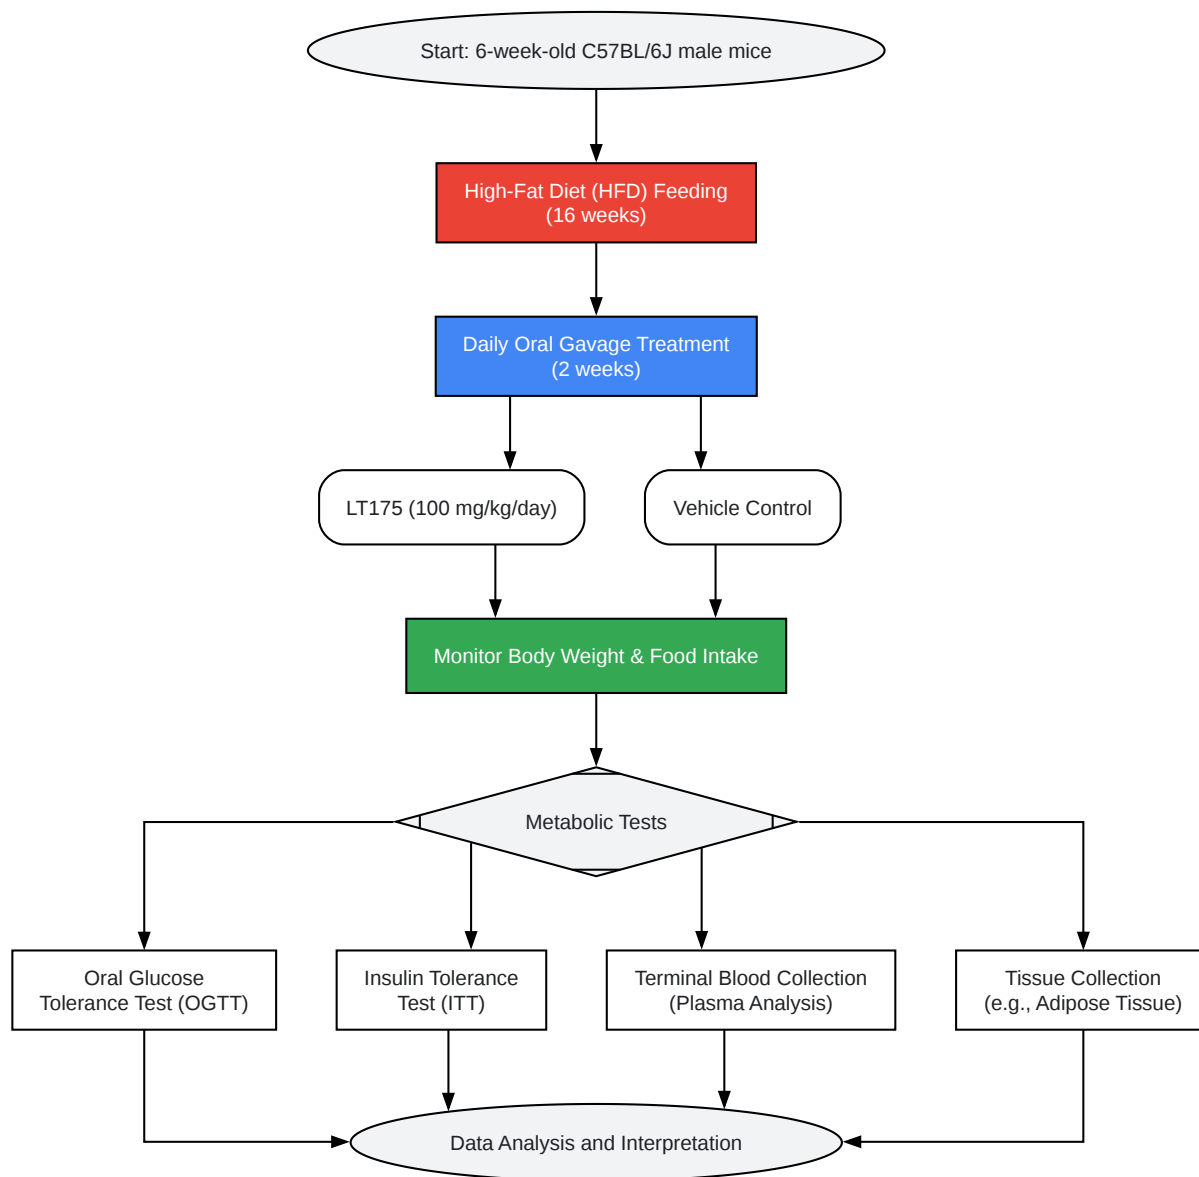 Start: 6-week-old C57BL/6J male mice
High-Fat Diet (HFD) Feeding
(16 weeks)
Daily Oral Gavage Treatment
(2 weeks)
LT175 (100 mg/kg/day)
Vehicle Control
Monitor Body Weight & Food Intake
Metabolic Tests
Oral Glucose
Tolerance Test (OGTT)
Insulin Tolerance
Test (ITT)
Terminal Blood Collection
(Plasma Analysis)
Tissue Collection
(e.g., Adipose Tissue)
Data Analysis and Interpretation